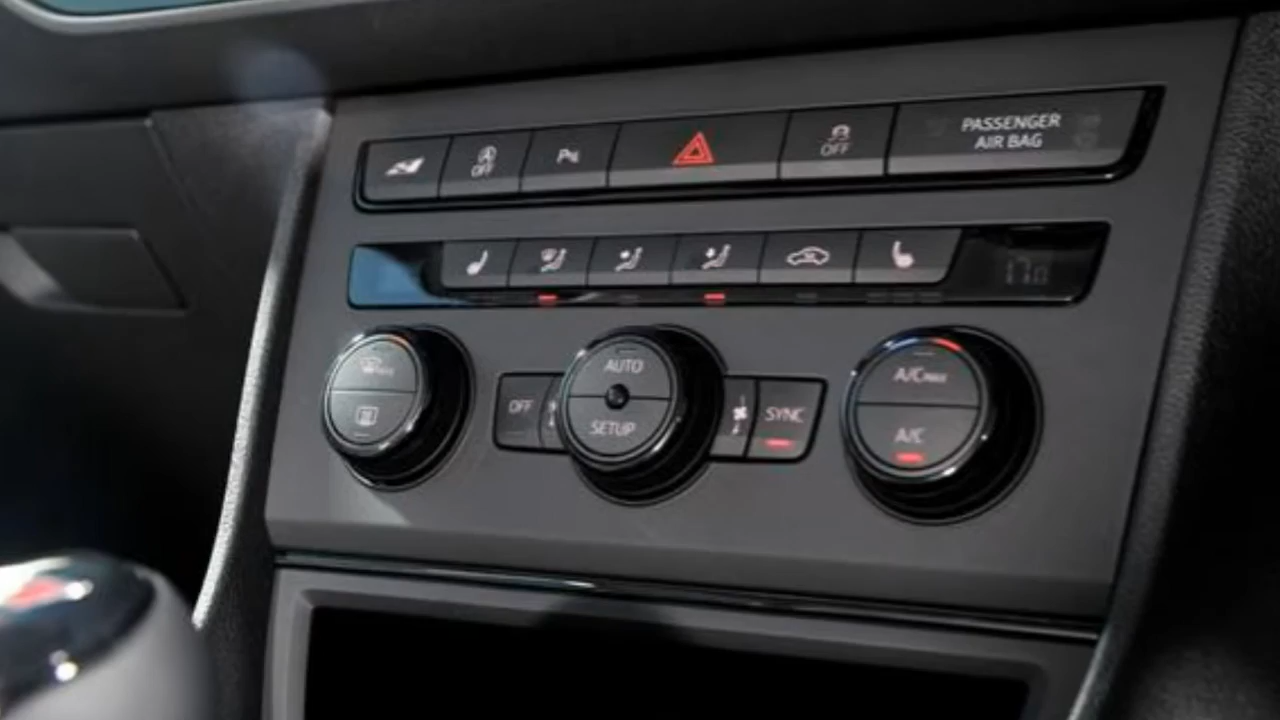 OFF
OFF
PASSENGER
AIR BAG
AUTO
OFF
SETUP
SYNC
A/C MAX
A/C